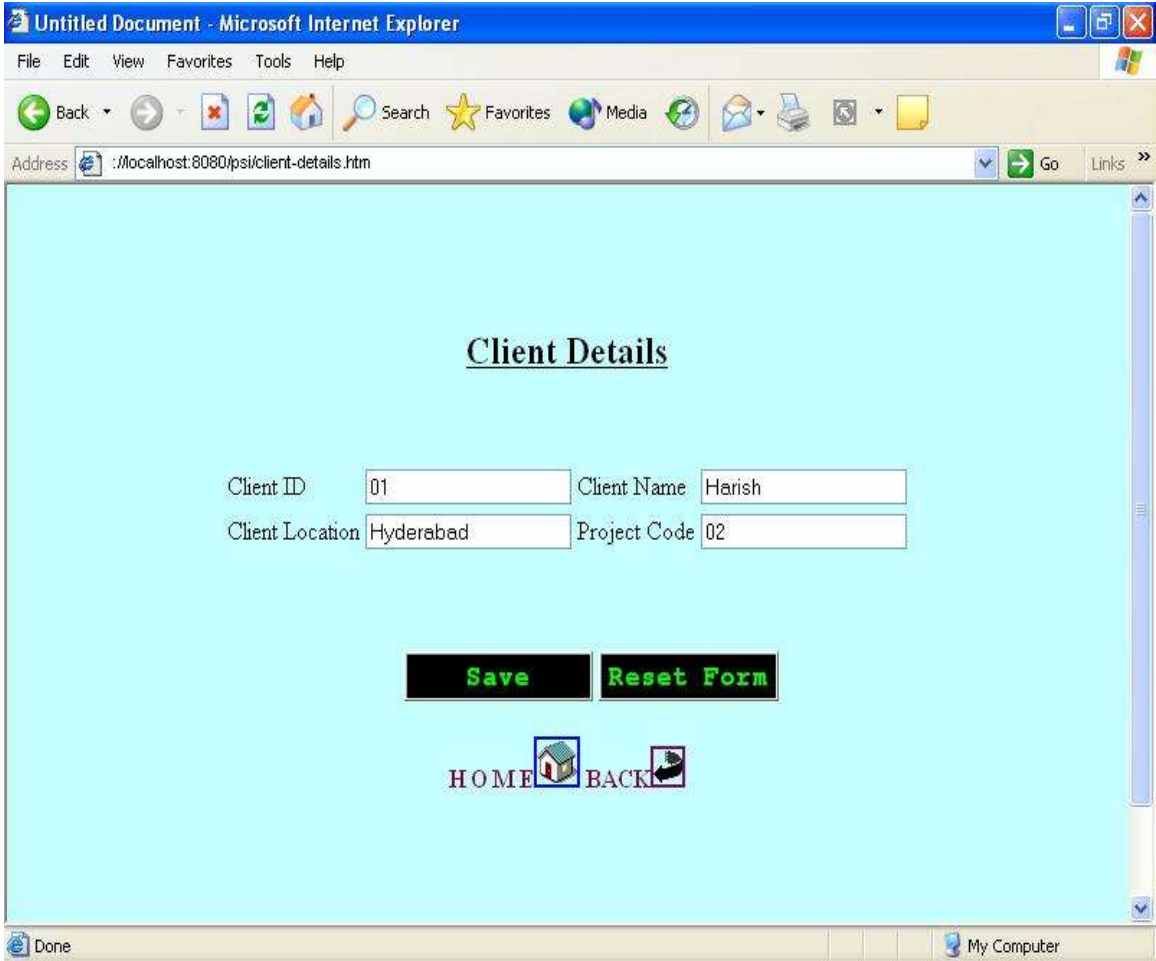 Untitled Document - Microsoft Internet Explorer
File Edit View Favorites Tools Help
Back Search Favorites Media
Address ://localhost:8080/psi/client-details.htm Go Links »
Client Details
Client ID 01 Client Name Harish
Client Location Hyderabad Project Code 02
Save Reset Form
HOME BACK
Done My Computer